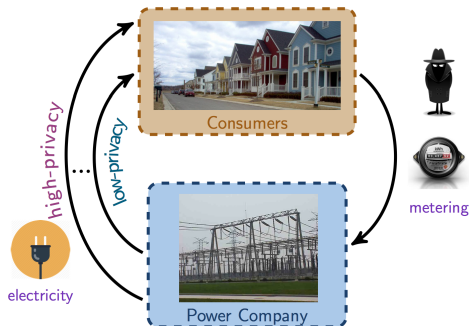 Consumers
high-privacy
...
low-privacy
metering
electricity
Power Company